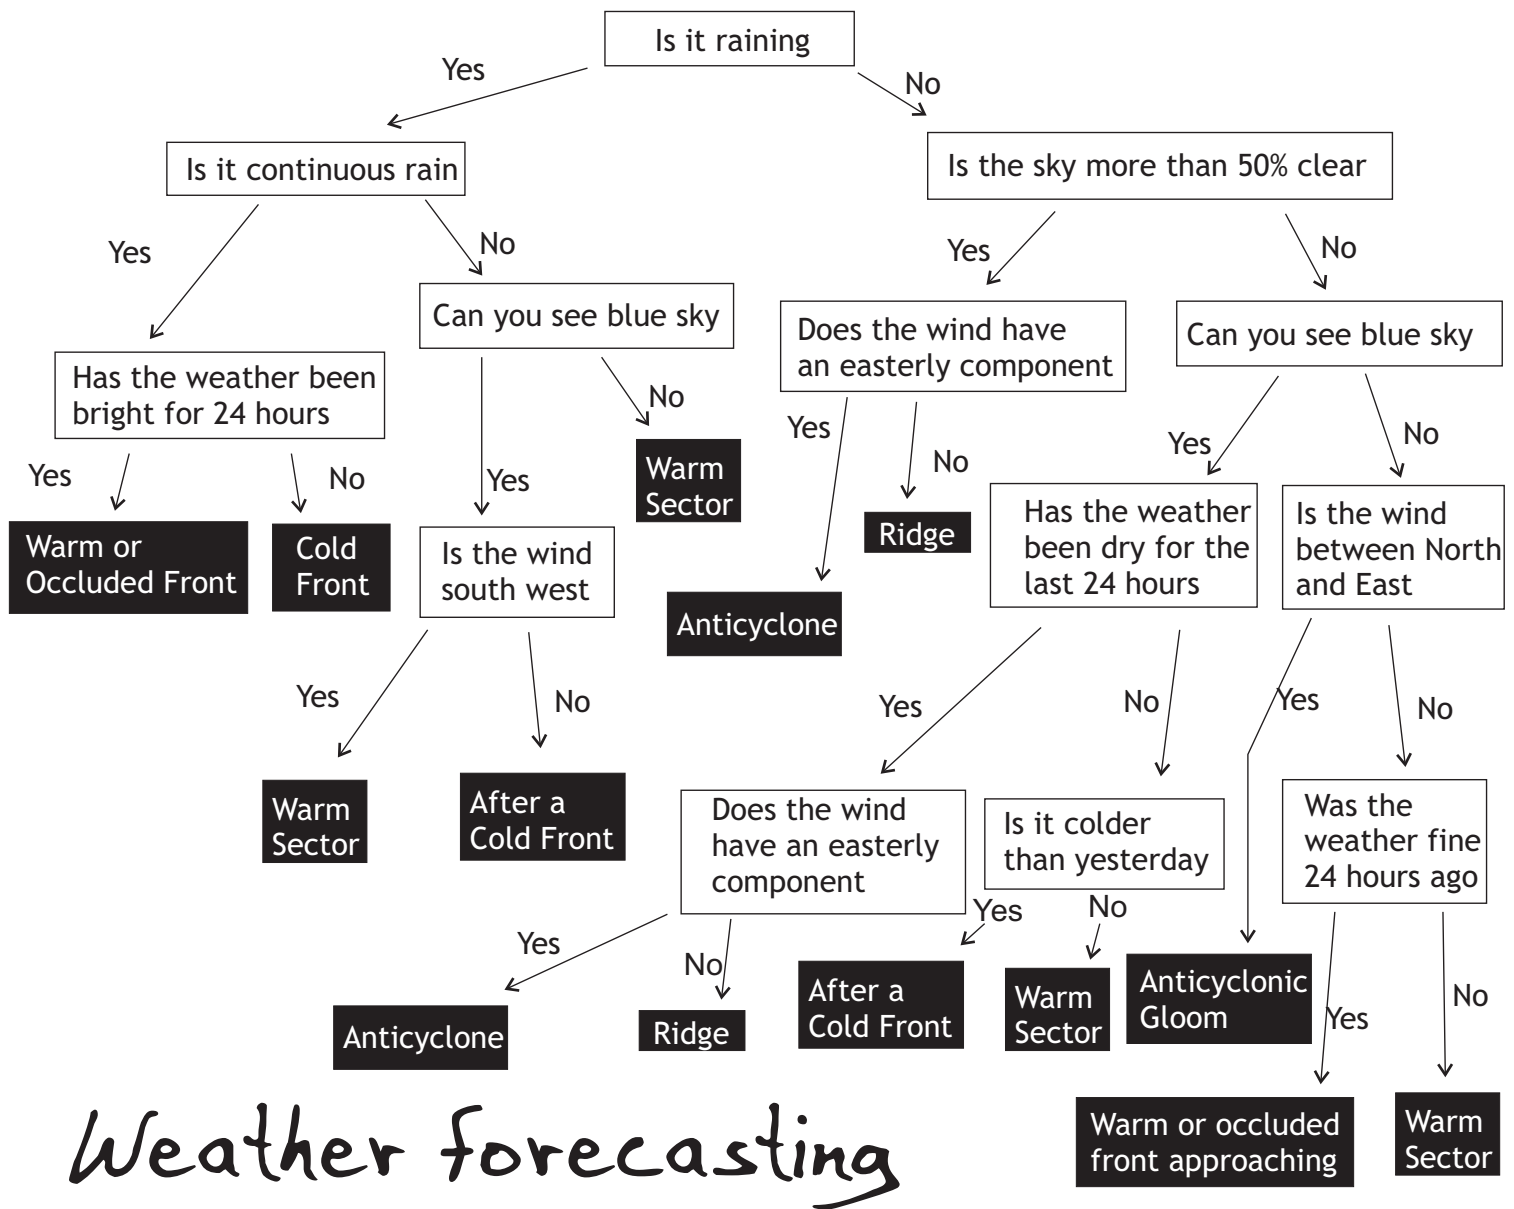 Is it raining
Yes
No
Is it continuous rain
Is the sky more than 50% clear
Yes
No
Yes
No
Can you see blue sky
Does the wind have
an easterly component
Can you see blue sky
Has the weather been
bright for 24 hours
Yes
No
No
Yes
No
Yes
No
Yes
No
Yes
Warm
Sector
Ridge
Has the weather
been dry for the
last 24 hours
Is the wind
between North
and East
Warm or
Occluded Front
Cold
Front
Is the wind
south west
Anticyclone
Yes
No
Yes
No
Yes
No
Warm
Sector
After a
Cold Front
Does the wind
have an easterly
component
Is it colder
than yesterday
Was the
weather fine
24 hours ago
Yes
No
Yes
No
Yes
No
Anticyclone
Ridge
After a
Cold Front
Warm
Sector
Anticyclonic
Gloom
Warm or occluded
front approaching
Warm
Sector
Weather forecasting